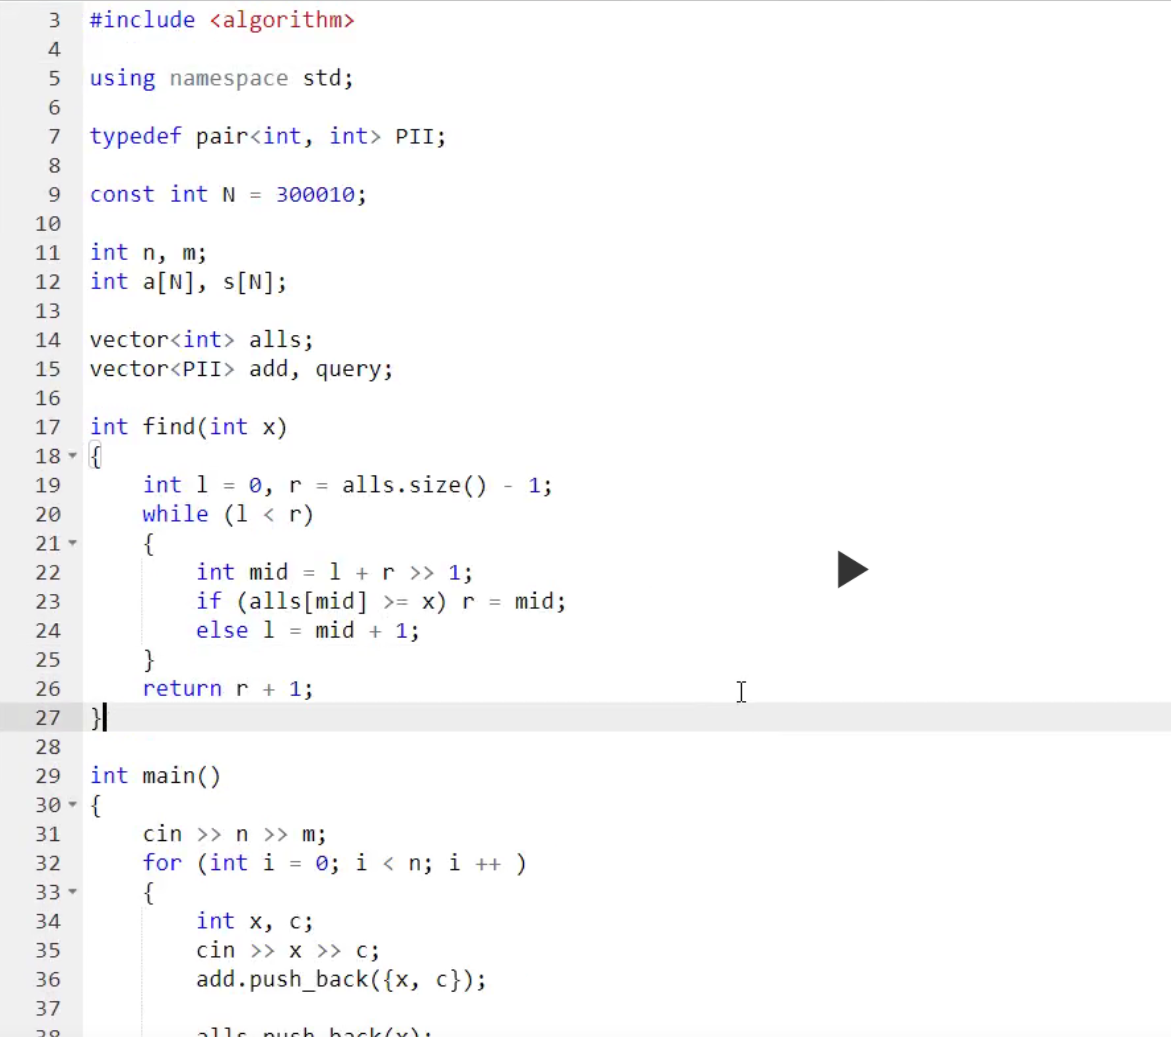 3 #include <algorithm>
4
5 using namespace std;
6
7 typedef pair<int, int> PII;
8
9 const int N = 300010;
10
11 int n, m;
12 int a[N], s[N];
13
14 vector<int> alls;
15 vector<PII> add, query;
16
17 int find(int x)
18 {
19     int l = 0, r = alls.size() - 1;
20     while (l < r)
21     {
22         int mid = l + r >> 1;
23         if (alls[mid] >= x) r = mid;
24         else l = mid + 1;
25     }
26     return r + 1;
27 }
28
29 int main()
30 {
31     cin >> n >> m;
32     for (int i = 0; i < n; i ++ )
33     {
34         int x, c;
35         cin >> x >> c;
36         add.push_back({x, c});
37
38         alls.push_back(x);